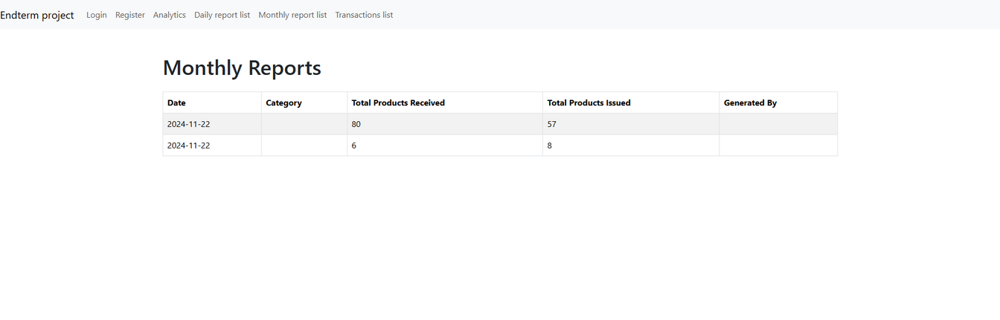 Endterm project Login Register Analytics Daily report list Monthly report list Transactions list
Monthly Reports
Date Category Total Products Received Total Products Issued Generated By
2024-11-22 80 57
2024-11-22 6 8